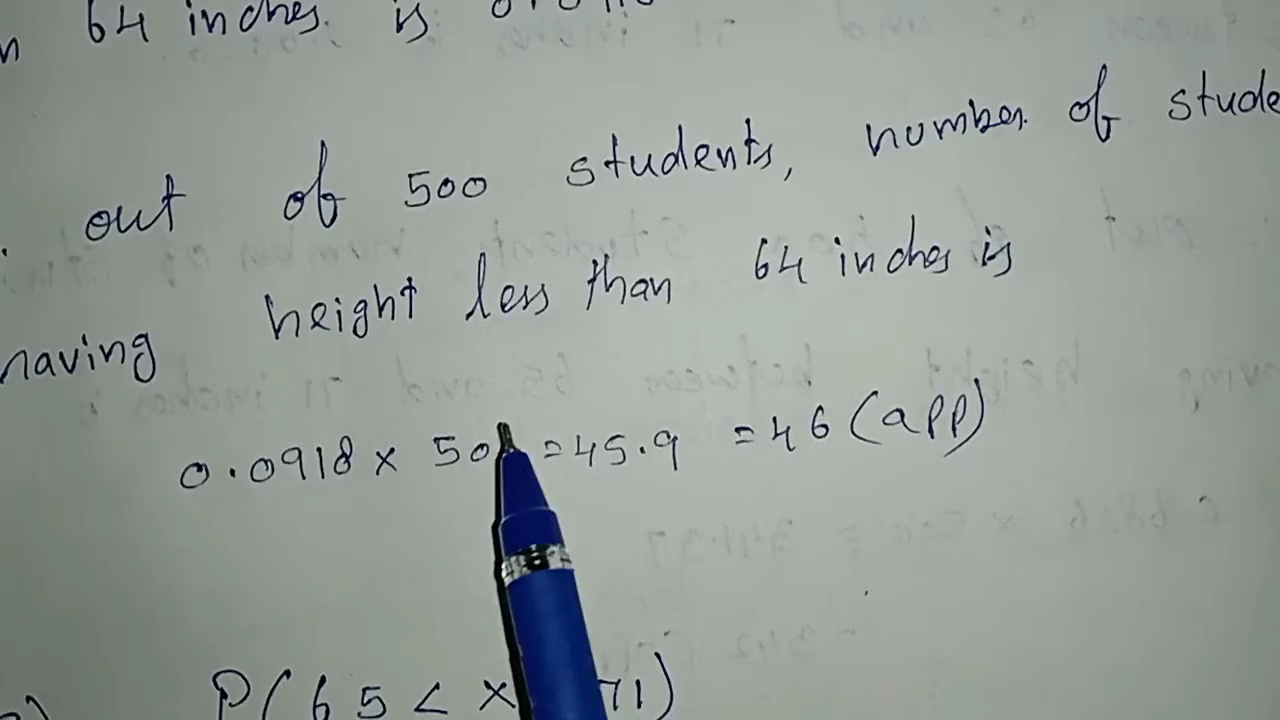 64 inches is
out of 500 students, number of stude
having height less than 64 inches is
0.0918 x 50 = 45.9 = 46 (app)
P(65 < x 71)